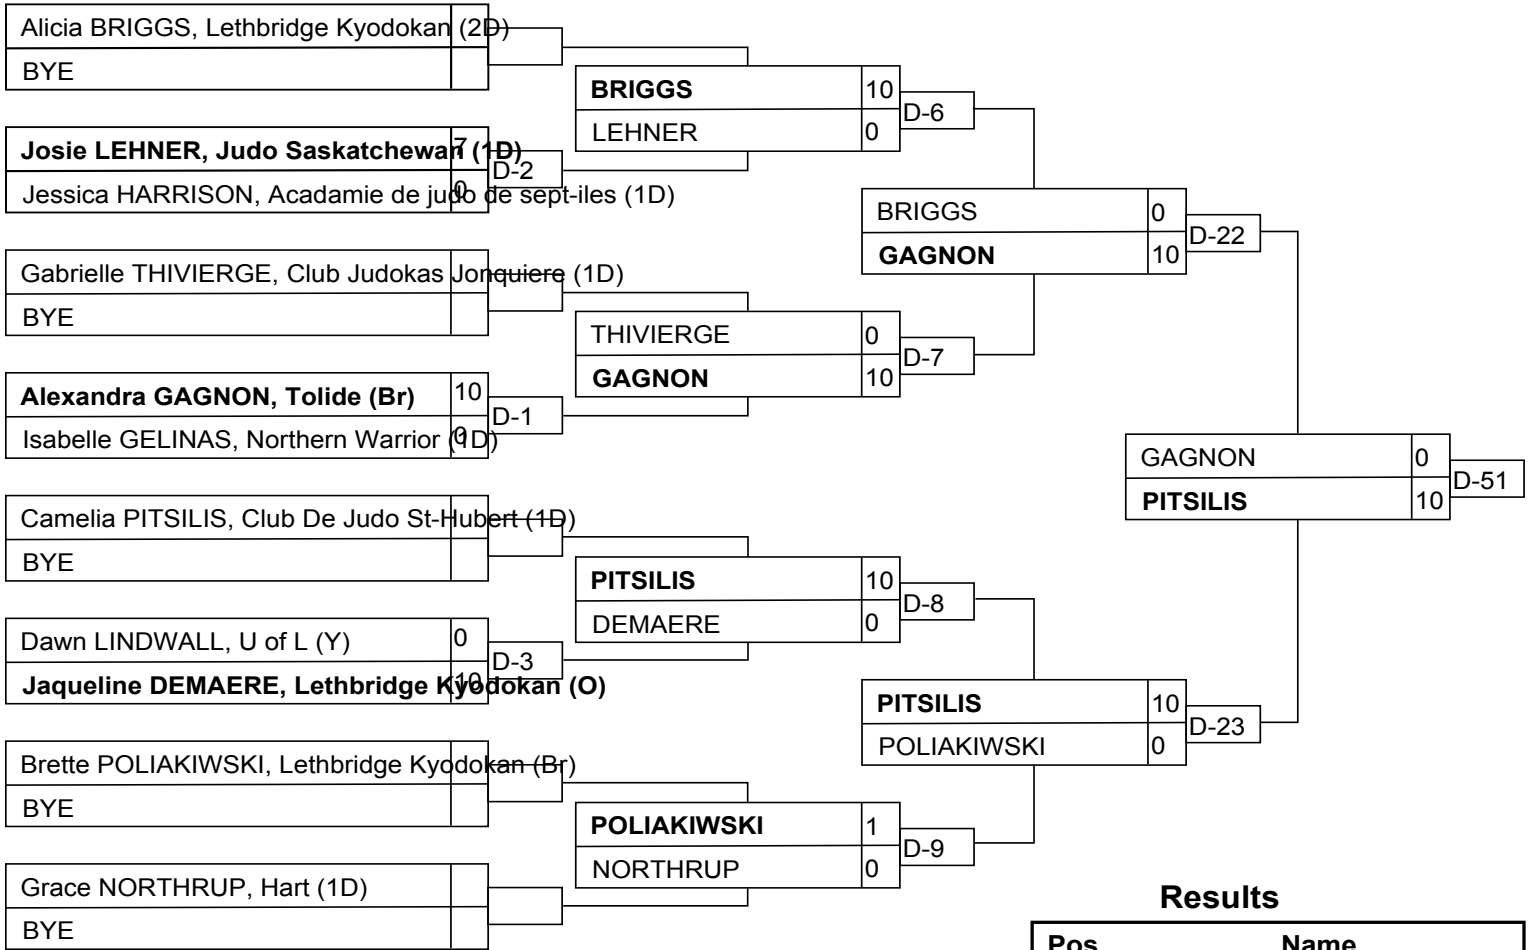 Alicia BRIGGS, Lethbridge Kyodokan (2D)
BYE
Josie LEHNER, Judo Saskatchewan (1D) 7
D-2
Jessica HARRISON, Acadamie de judo de sept-iles (1D) 0
Gabrielle THIVIERGE, Club Judokas Jonquiere (1D)
BYE
Alexandra GAGNON, Tolide (Br) 10
D-1
Isabelle GELINAS, Northern Warrior (1D) 0
Camelia PITSILIS, Club De Judo St-Hubert (1D)
BYE
Dawn LINDWALL, U of L (Y) 0
D-3
Jaqueline DEMAERE, Lethbridge Kyodokan (O) 10
Brette POLIAKIWSKI, Lethbridge Kyodokan (Br)
BYE
Grace NORTHRUP, Hart (1D)
BYE
BRIGGS 10
D-6
LEHNER 0
THIVIERGE 0
D-7
GAGNON 10
PITSILIS 10
D-8
DEMAERE 0
POLIAKIWSKI 1
D-9
NORTHRUP 0
BRIGGS 0
D-22
GAGNON 10
PITSILIS 10
D-23
POLIAKIWSKI 0
GAGNON 0
D-51
PITSILIS 10
Results
Pos Name